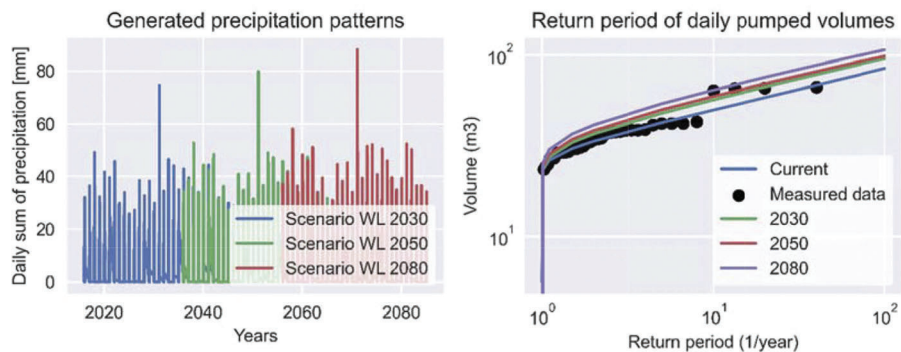 Generated precipitation patterns
Daily sum of precipitation [mm]
80
60
40
20
0
Scenario WL 2030
Scenario WL 2050
Scenario WL 2080
2020
2040
2060
2080
Years
Return period of daily pumped volumes
Volume (m3)
10²
10¹
Current
Measured data
2030
2050
2080
10⁰
10¹
10²
Return period (1/year)